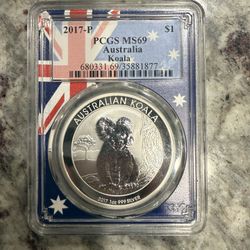 2017-P $1
PCGS MS69
Australia
Koala
680331.69/35881877
AUSTRALIAN KOALA
2017 1oz 999 SILVER